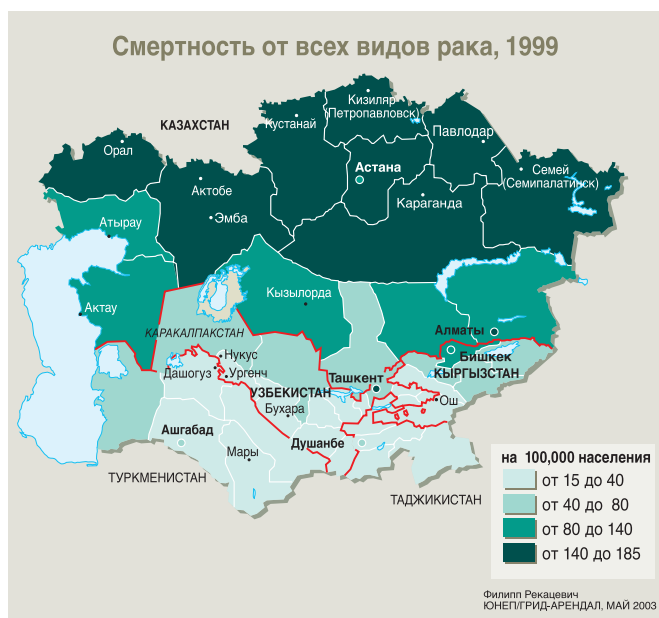 Смертность от всех видов рака, 1999
КАЗАХСТАН
Кизиляр
(Петропавловск)
Кустанай
Павлодар
Орал
Астана
Семей
(Семипалатинск)
Актобе
Караганда
Эмба
Атырау
Актау
Кызылорда
КАРАКАЛПАКСТАН
Алматы
Нукус
Бишкек
Дашогуз
Ургенч
Ташкент
КЫРГЫЗСТАН
УЗБЕКИСТАН
Ош
Бухара
Ашгабад
Душанбе
Мары
ТУРКМЕНИСТАН
ТАДЖИКИСТАН
на 100,000 населения
от 15 до 40
от 40 до 80
от 80 до 140
от 140 до 185
Филипп Рекацевич
ЮНЕП/ГРИД-АРЕНДАЛ, МАЙ 2003